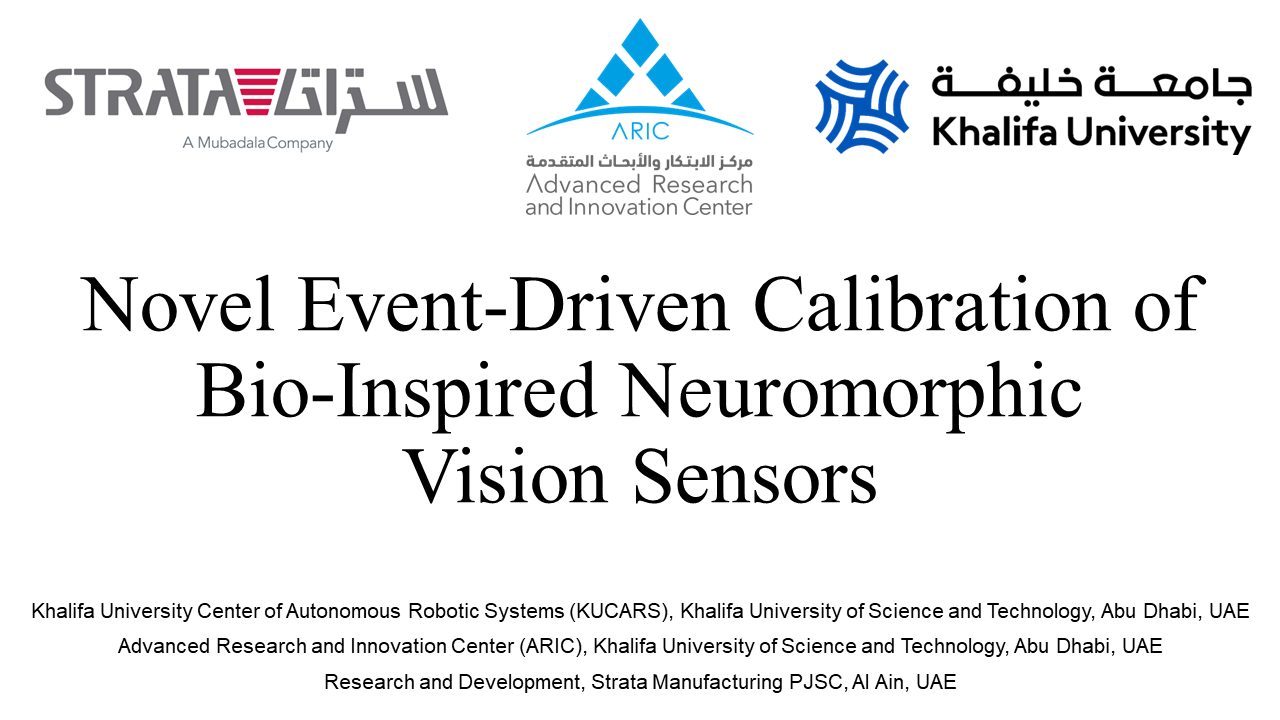 STRATA ستراتا
A Mubadala Company
ARIC
مركز الابتكار والأبحاث المتقدمة
Advanced Research
and Innovation Center
جامعة خليفة
Khalifa University
Novel Event-Driven Calibration of
Bio-Inspired Neuromorphic
Vision Sensors
Khalifa University Center of Autonomous Robotic Systems (KUCARS), Khalifa University of Science and Technology, Abu Dhabi, UAE
Advanced Research and Innovation Center (ARIC), Khalifa University of Science and Technology, Abu Dhabi, UAE
Research and Development, Strata Manufacturing PJSC, Al Ain, UAE